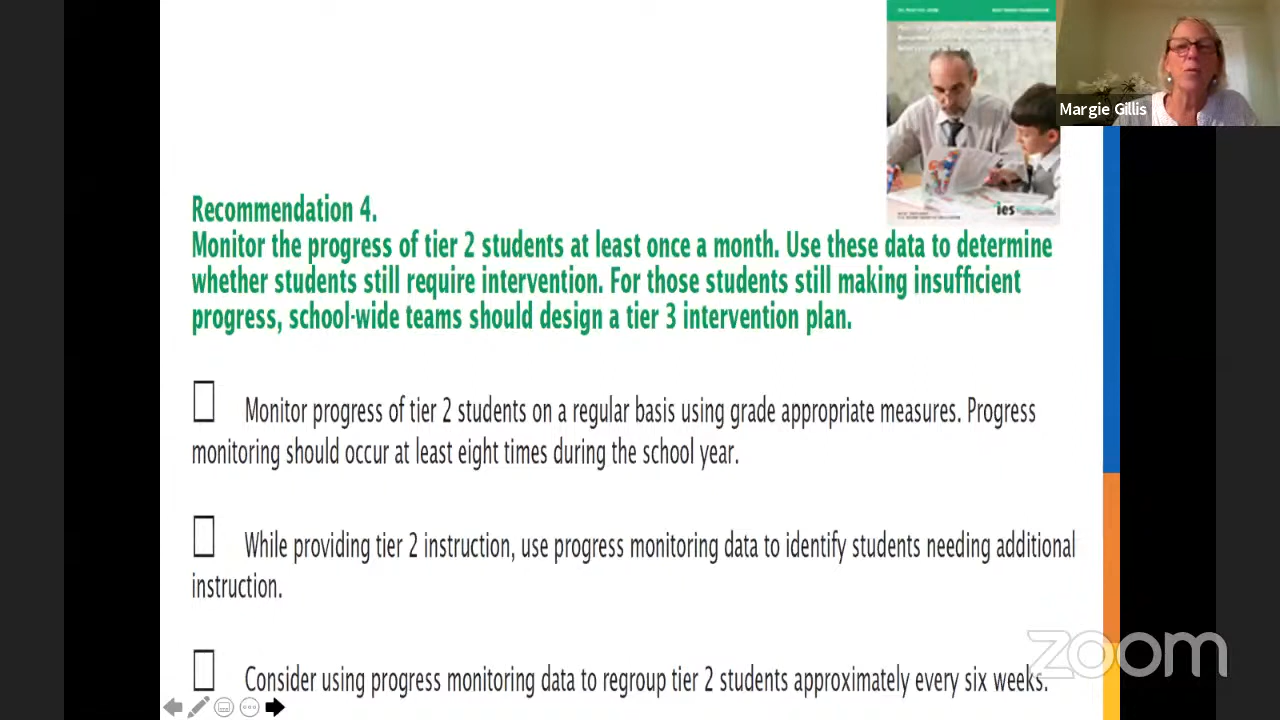 Margie Gillis
ies
Recommendation 4.
Monitor the progress of tier 2 students at least once a month. Use these data to determine
whether students still require intervention. For those students still making insufficient
progress, school-wide teams should design a tier 3 intervention plan.
Monitor progress of tier 2 students on a regular basis using grade appropriate measures. Progress
monitoring should occur at least eight times during the school year.
While providing tier 2 instruction, use progress monitoring data to identify students needing additional
instruction.
Consider using progress monitoring data to regroup tier 2 students approximately every six weeks.
zoom